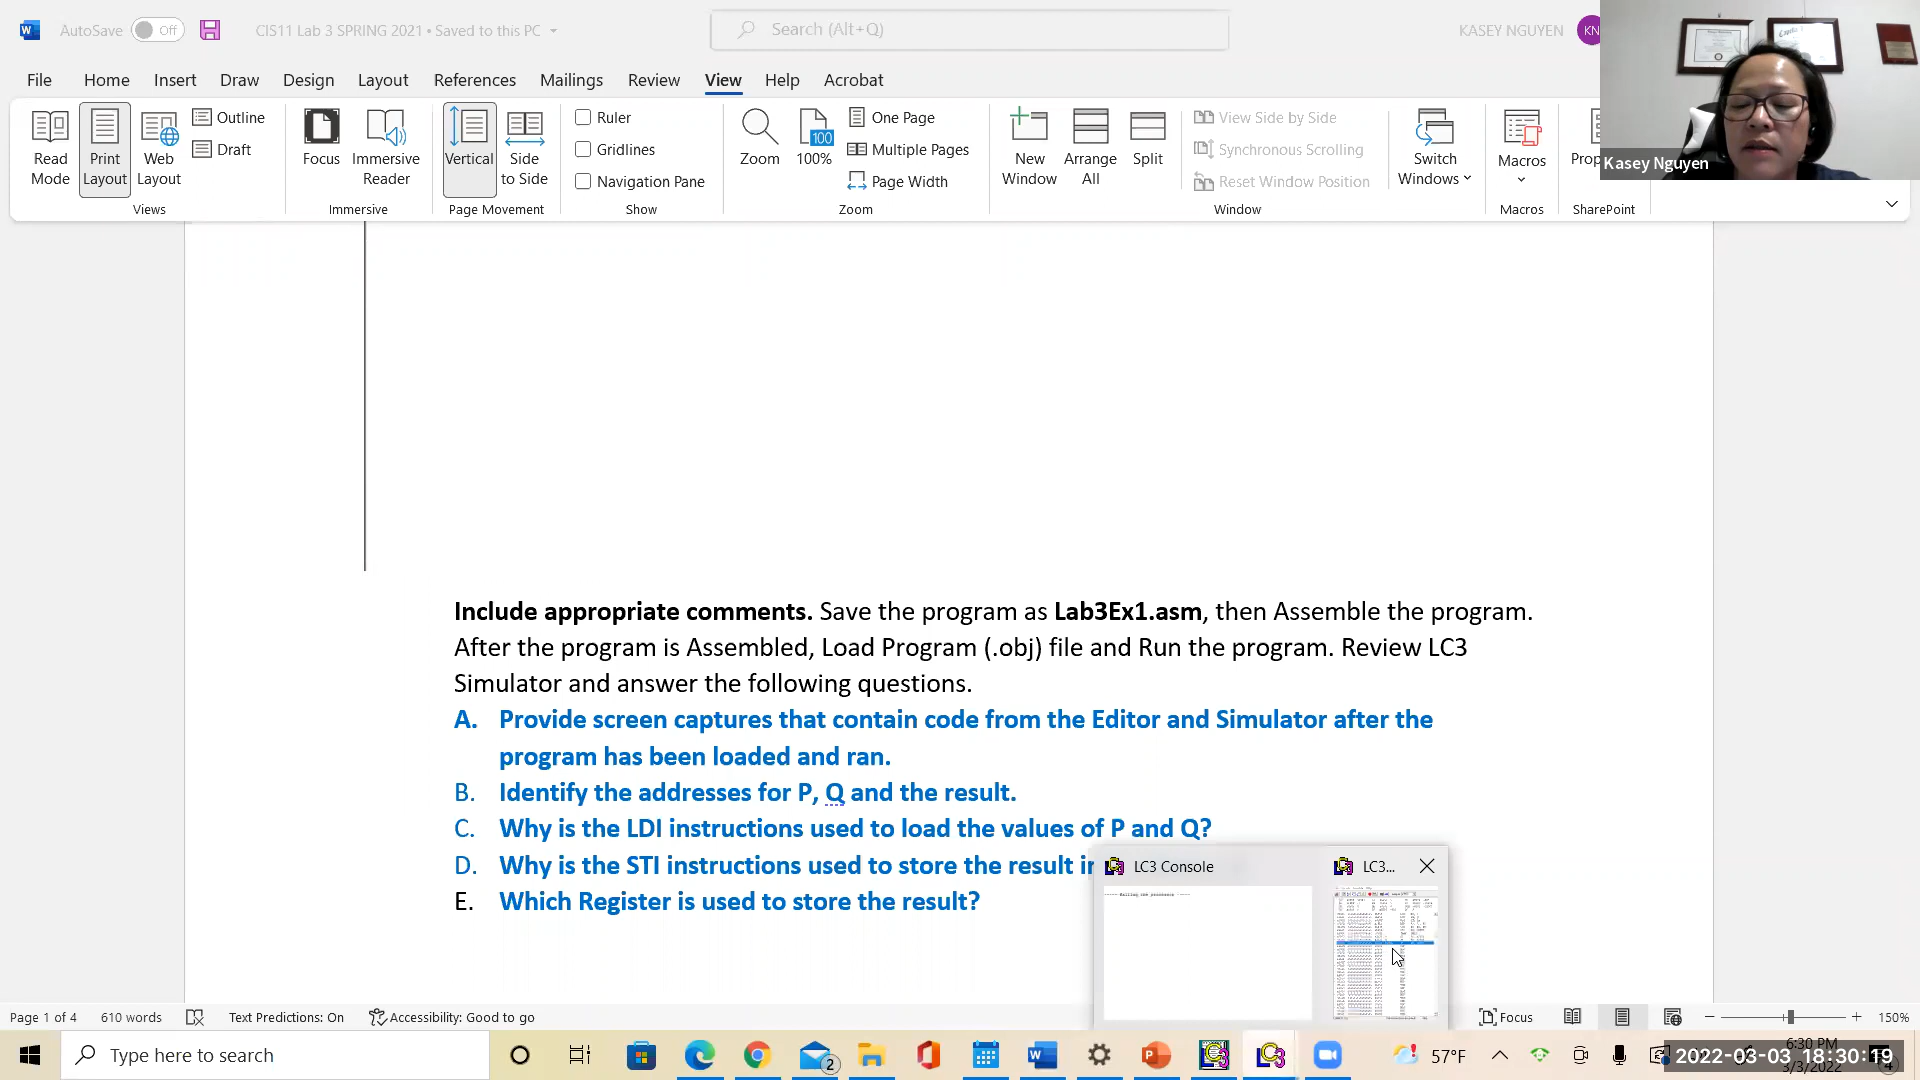 AutoSave
Off
CIS11 Lab 3 SPRING 2021 • Saved to this PC
Search (Alt+Q)
KASEY NGUYEN
KN
File
Home
Insert
Draw
Design
Layout
References
Mailings
Review
View
Help
Acrobat
Read Mode
Print Layout
Web Layout
Outline
Draft
Views
Focus
Immersive Reader
Immersive
Vertical
Side to Side
Page Movement
Ruler
Gridlines
Navigation Pane
Show
Zoom
100
100%
One Page
Multiple Pages
Page Width
Zoom
New Window
Arrange All
Split
View Side by Side
Synchronous Scrolling
Reset Window Position
Switch Windows
Window
Macros
Macros
SharePoint
Kasey Nguyen
Include appropriate comments. Save the program as Lab3Ex1.asm, then Assemble the program.
After the program is Assembled, Load Program (.obj) file and Run the program. Review LC3
Simulator and answer the following questions.
A. Provide screen captures that contain code from the Editor and Simulator after the
program has been loaded and ran.
B. Identify the addresses for P, Q and the result.
C. Why is the LDI instructions used to load the values of P and Q?
D. Why is the STI instructions used to store the result
E. Which Register is used to store the result?
LC3 Console
LC3...
Page 1 of 4
610 words
Text Predictions: On
Accessibility: Good to go
Focus
150%
Type here to search
2
57°F
6:30 PM
2022-03-03 18:30:19
3/3/2022